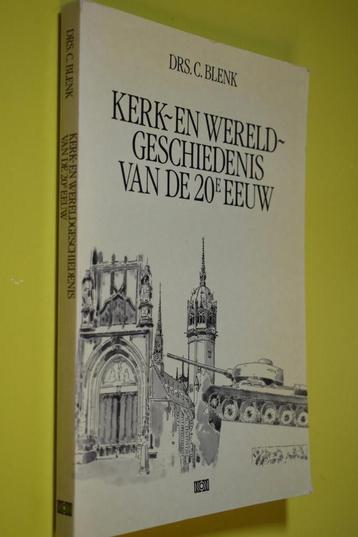 DRS. C. BLENK
KERK-EN WERELD-
GESCHIEDENIS
VAN DE 20E EEUW
DRS. C. BLENK
KERK-EN WERELDGESCHIEDENIS
VAN DE 20E EEUW